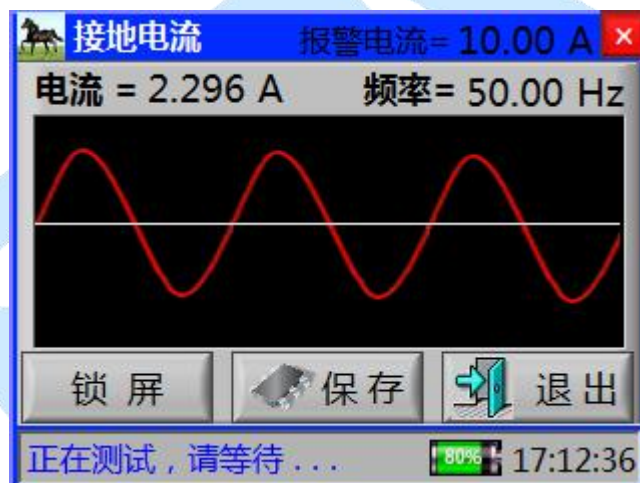 接地电流 报警电流= 10.00 A
电流 = 2.296 A 频率= 50.00 Hz
锁 屏 保 存 退 出
正在测试，请等待 . . . 80% 17:12:36